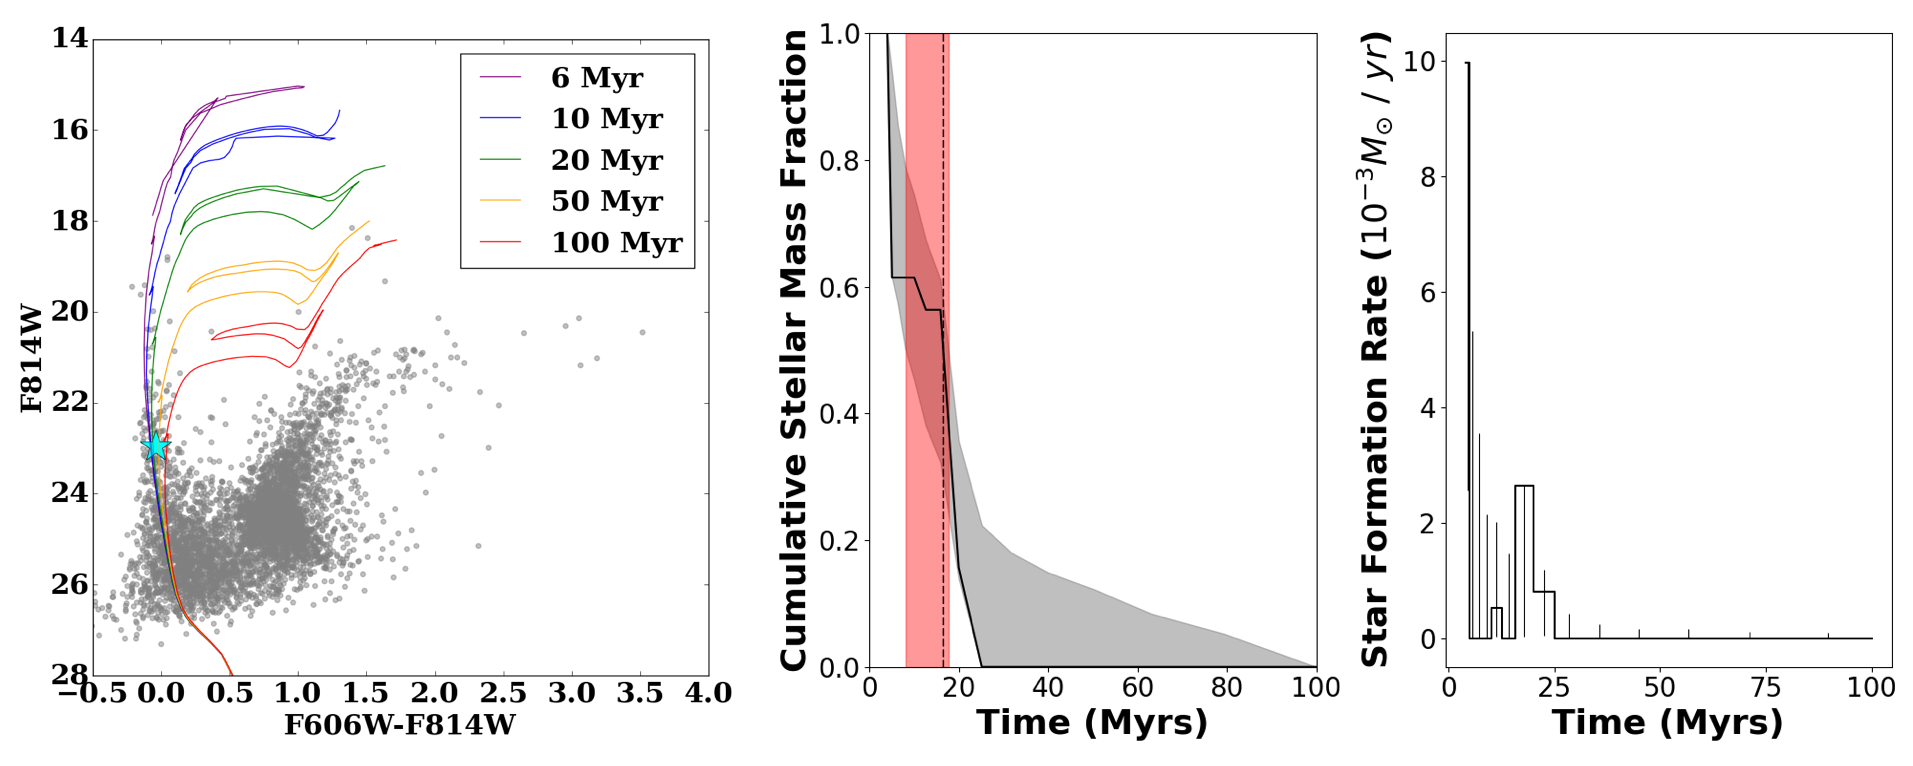 14
16
18
20
22
24
26
28
F814W
−0.5 0.0 0.5 1.0 1.5 2.0 2.5 3.0 3.5 4.0
F606W-F814W
6 Myr
10 Myr
20 Myr
50 Myr
100 Myr
1.0
0.8
0.6
0.4
0.2
0.0
Cumulative Stellar Mass Fraction
0 20 40 60 80 100
Time (Myrs)
10
8
6
4
2
0
Star Formation Rate (10⁻³M⊙ / yr)
0 25 50 75 100
Time (Myrs)